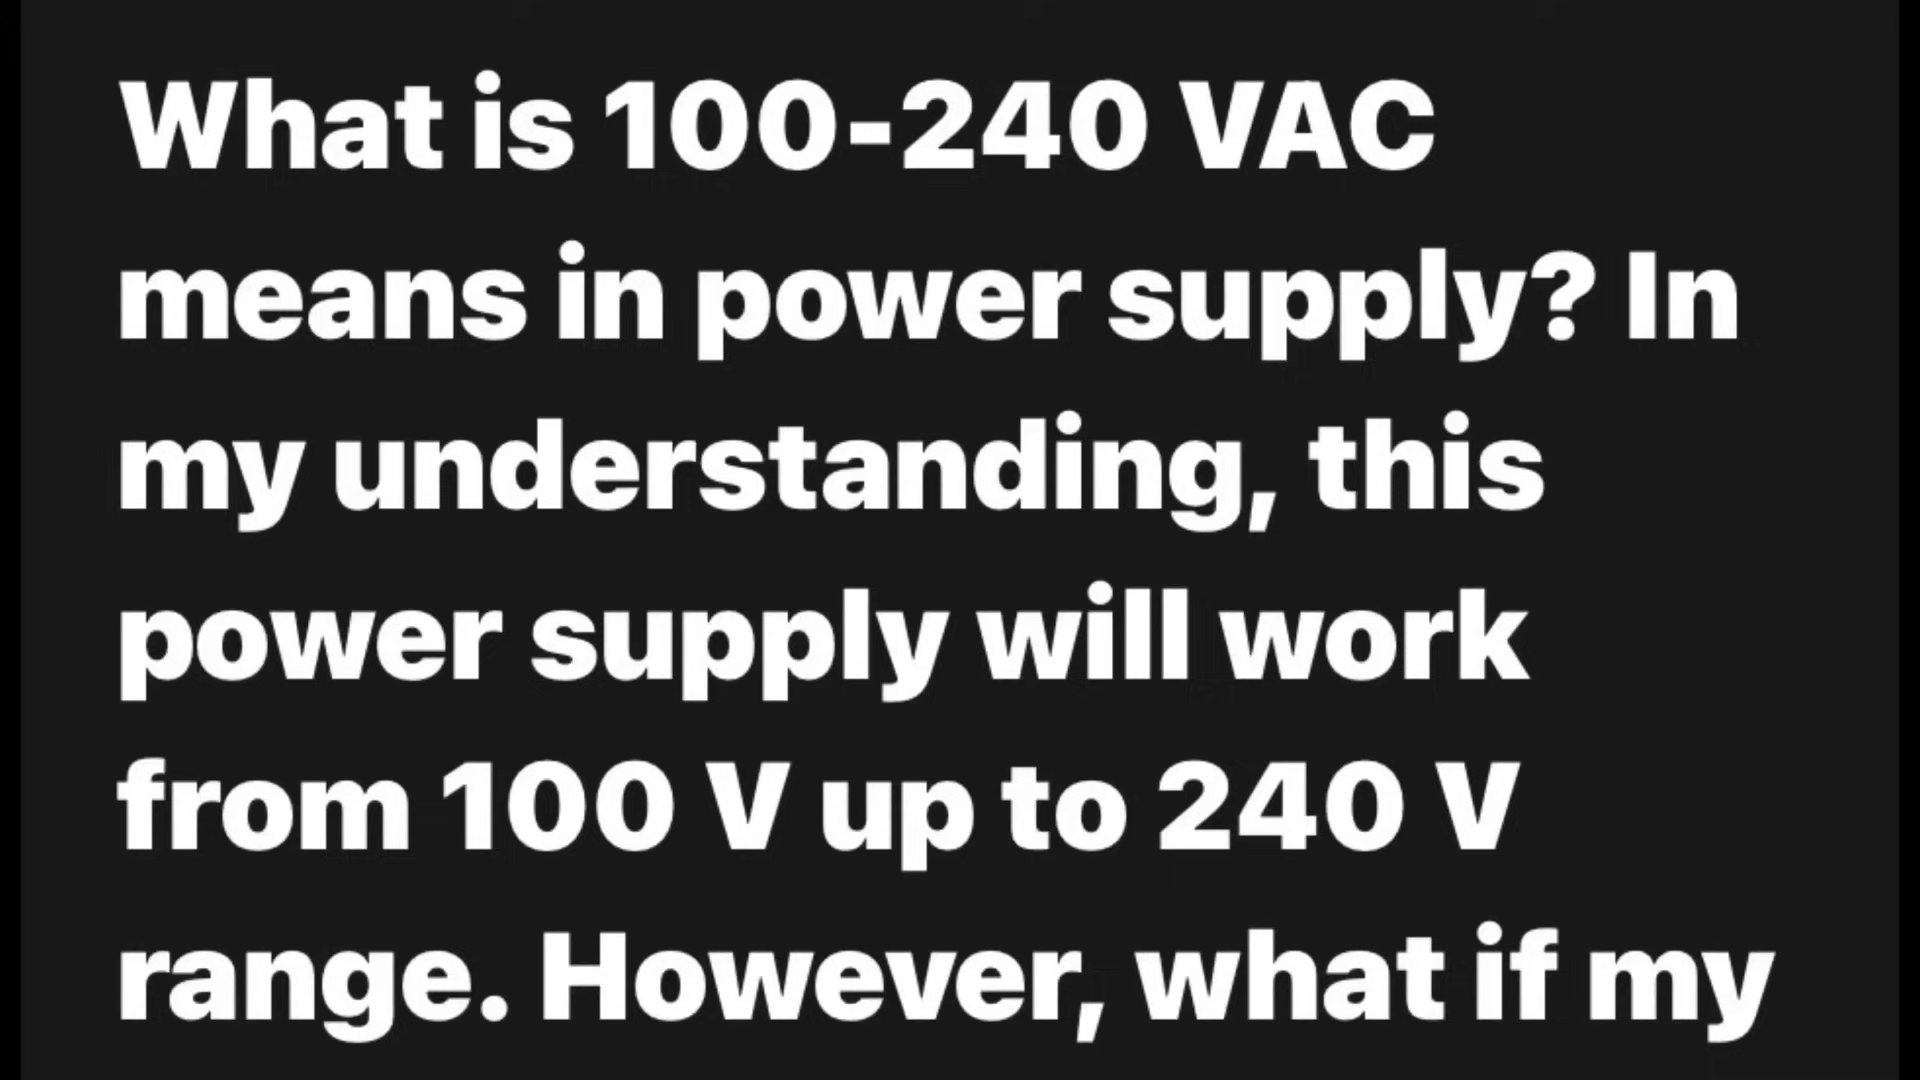 What is 100-240 VAC
means in power supply? In
my understanding, this
power supply will work
from 100 V up to 240 V
range. However, what if my